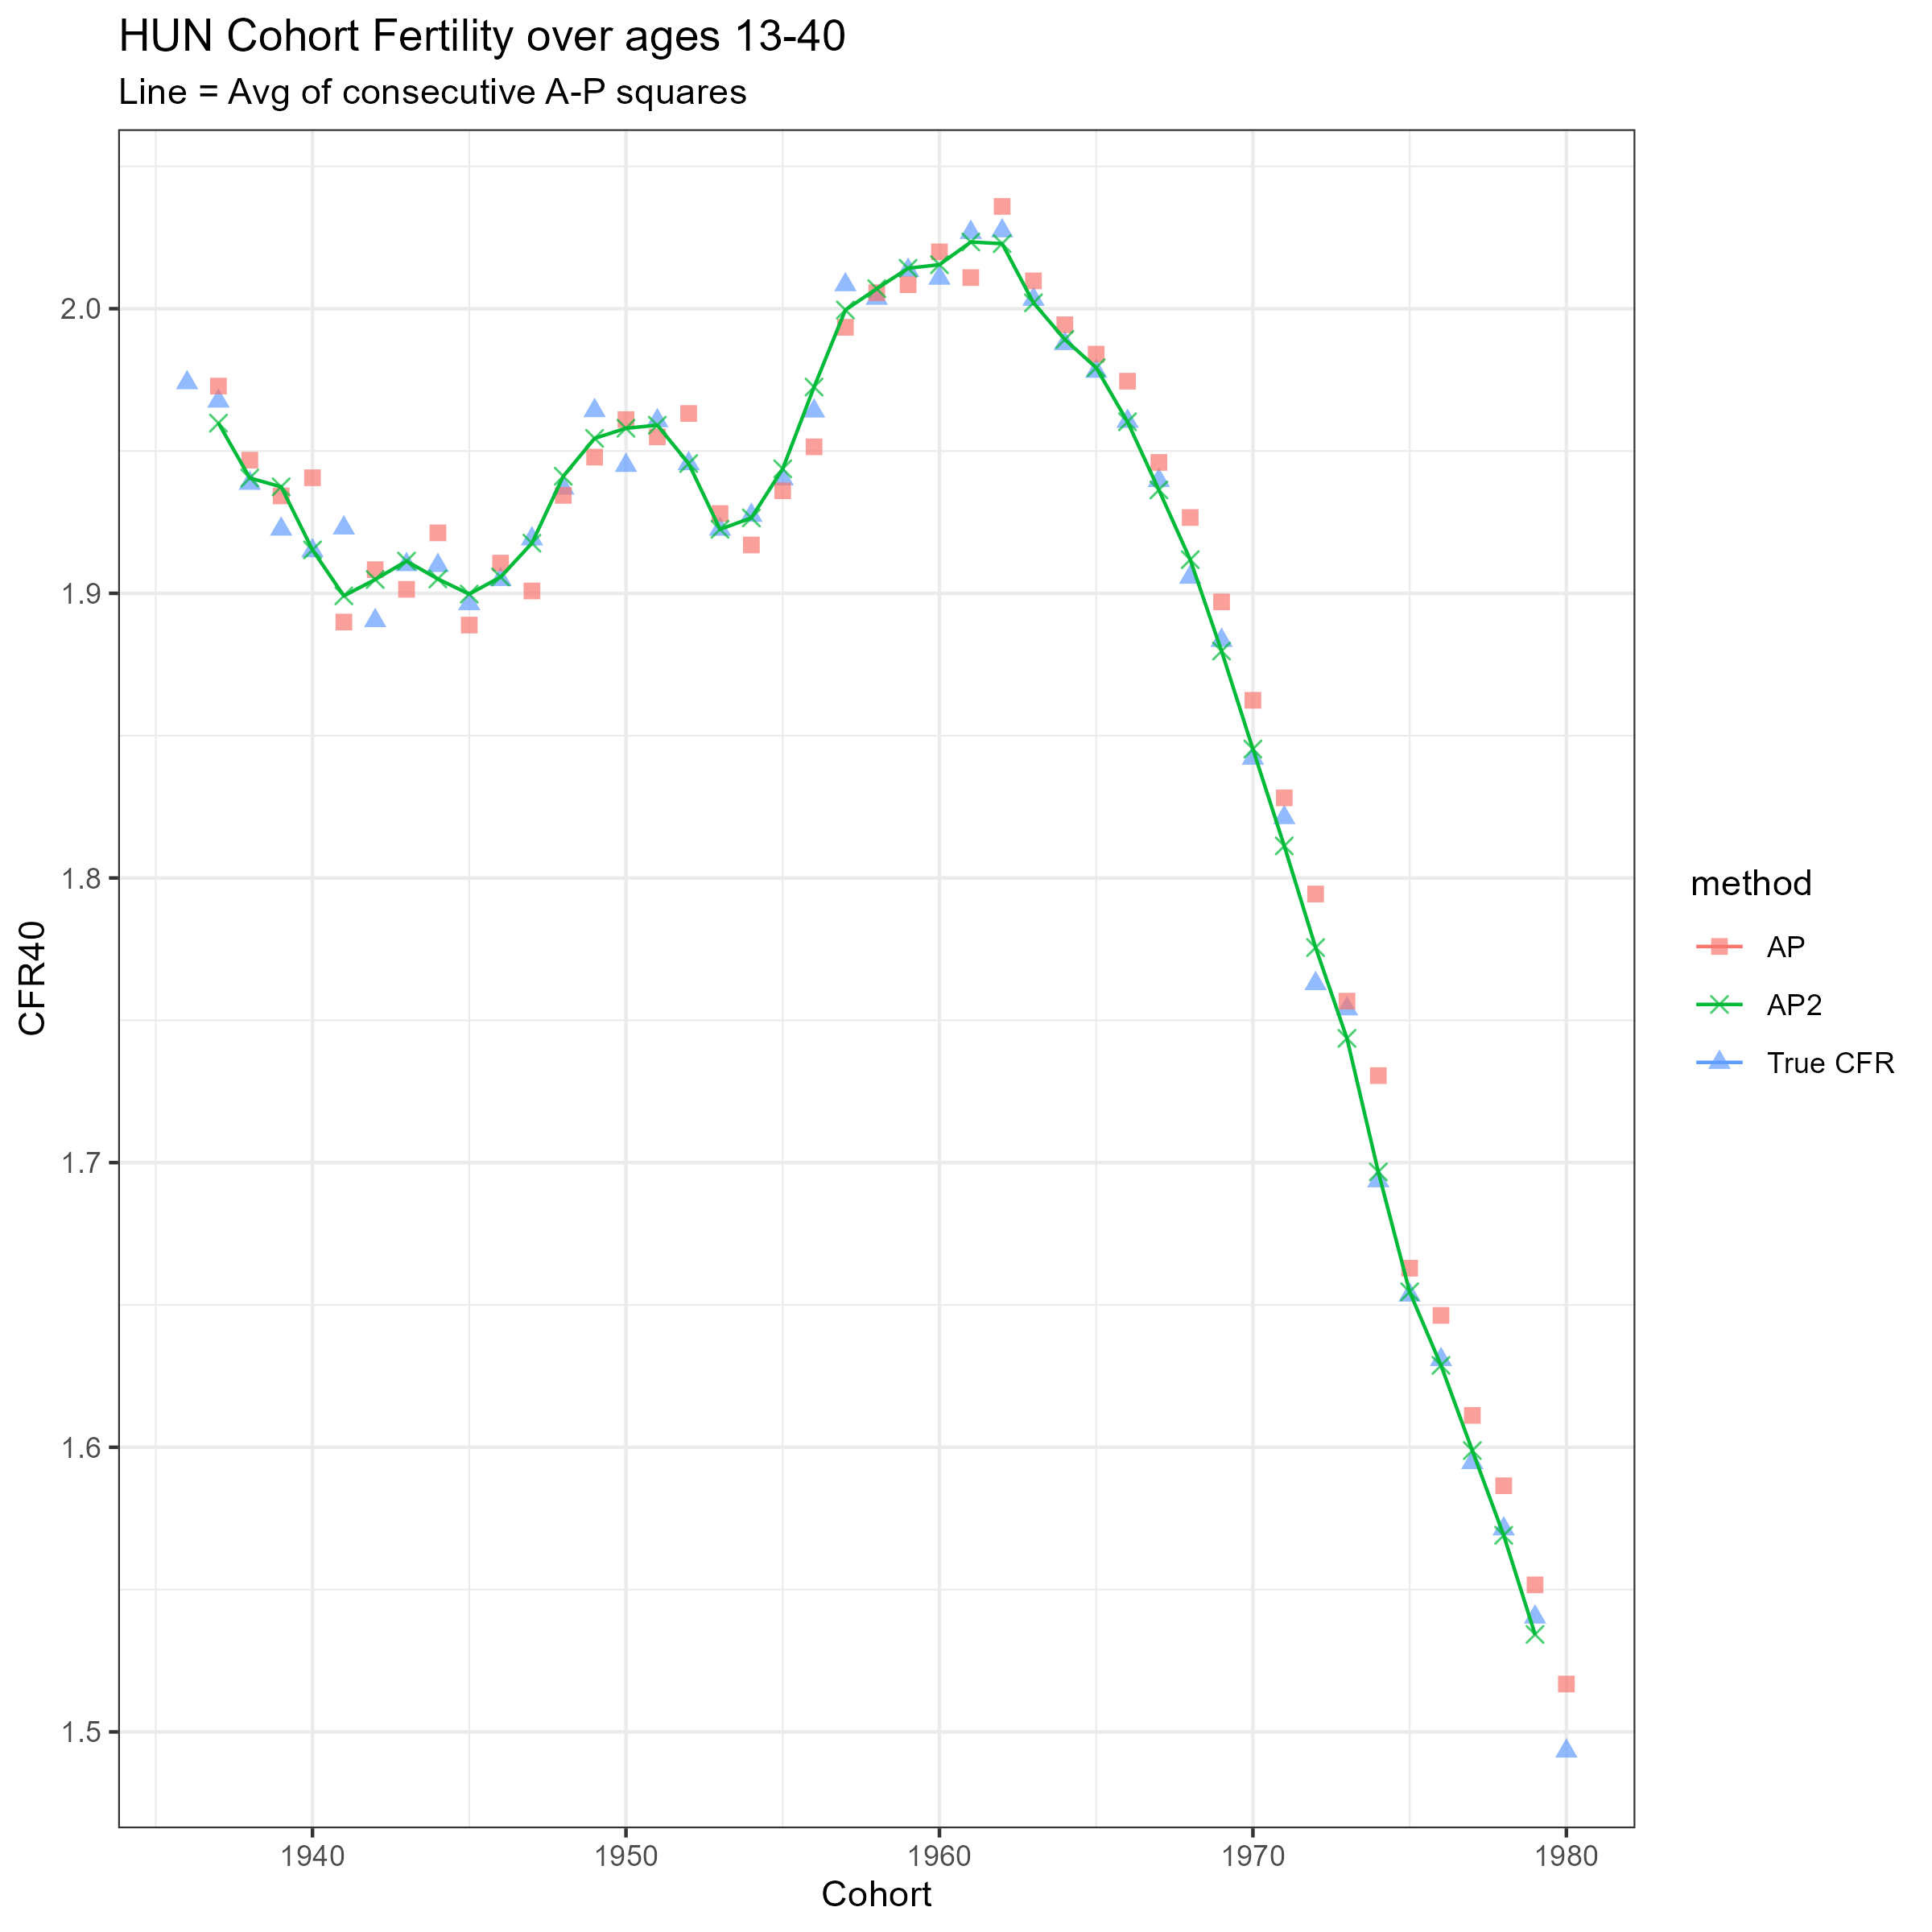 HUN Cohort Fertility over ages 13-40
Line = Avg of consecutive A-P squares
CFR40
2.0
1.9
1.8
1.7
1.6
1.5
1940 1950 1960 1970 1980
Cohort
method
AP
AP2
True CFR